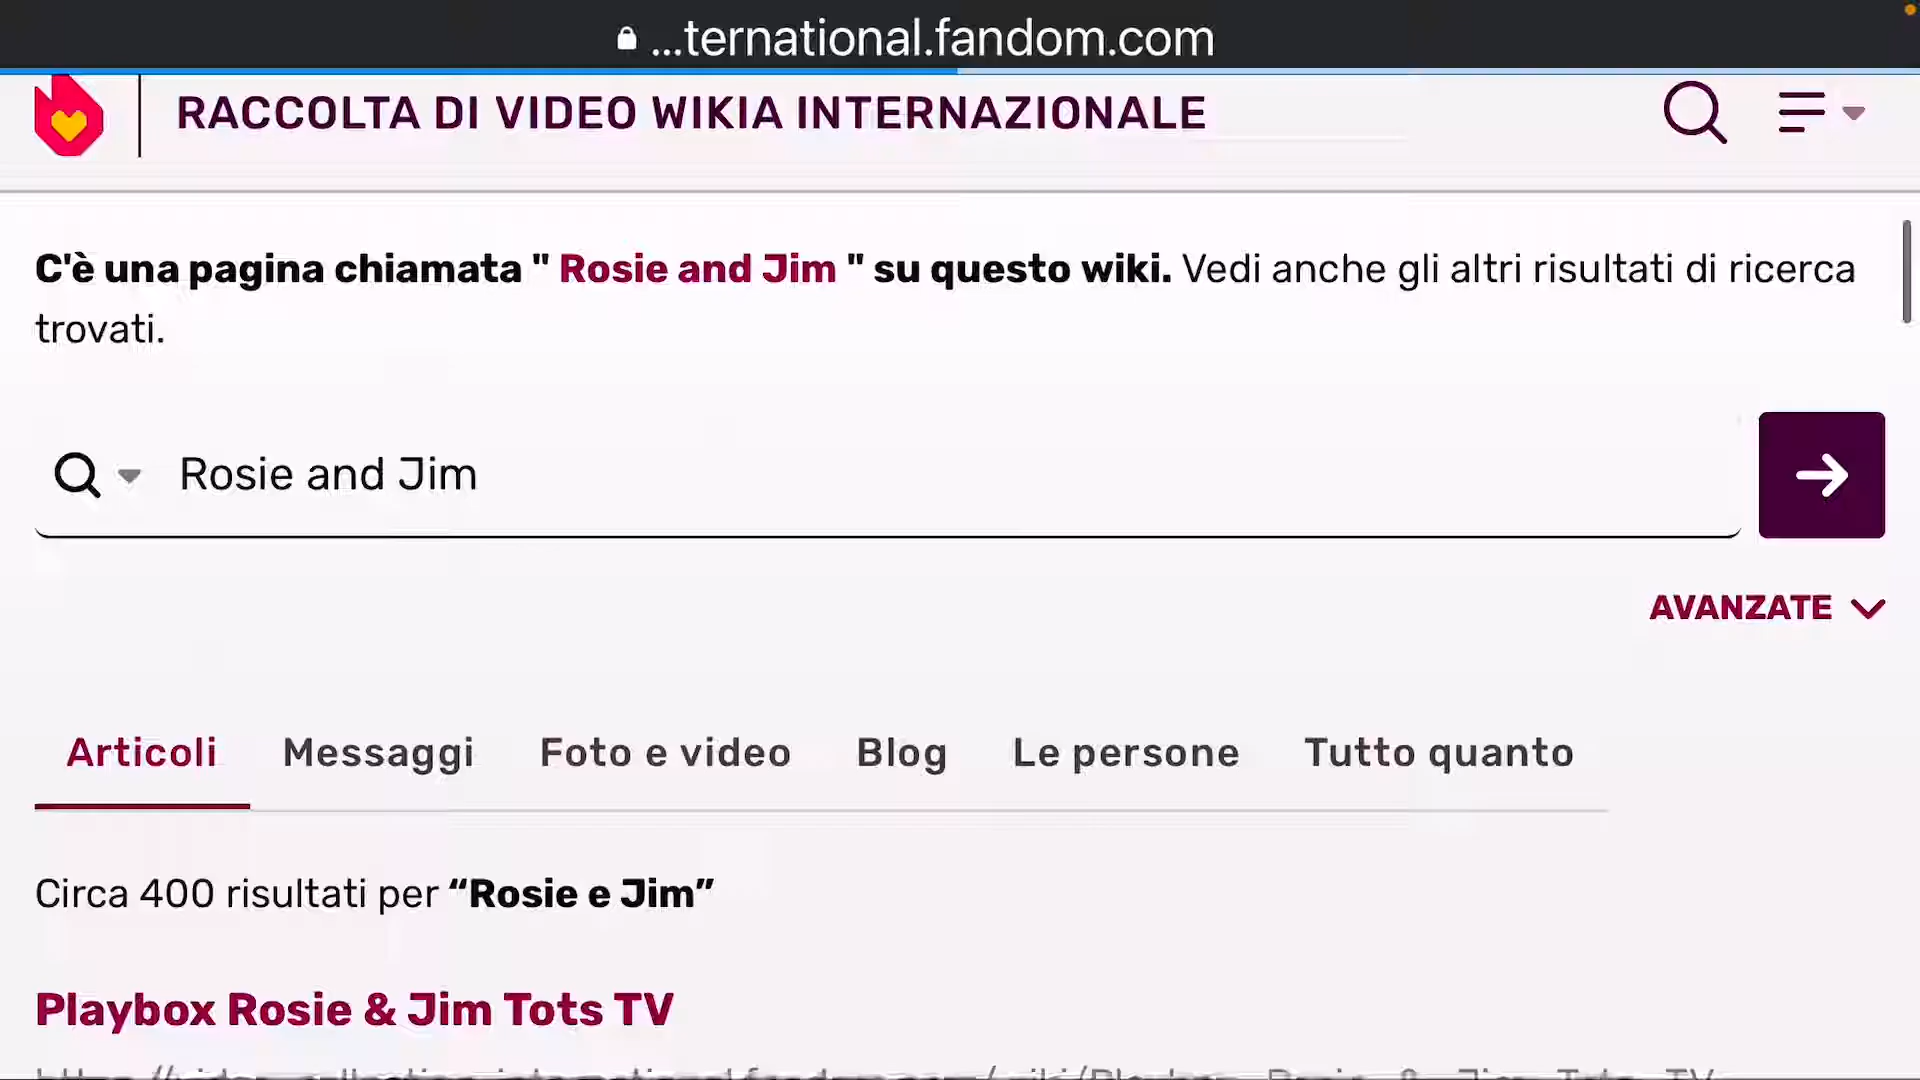 ...ternational.fandom.com
RACCOLTA DI VIDEO WIKIA INTERNAZIONALE
C'è una pagina chiamata " Rosie and Jim " su questo wiki. Vedi anche gli altri risultati di ricerca
trovati.
Rosie and Jim
AVANZATE
Articoli Messaggi Foto e video Blog Le persone Tutto quanto
Circa 400 risultati per “Rosie e Jim”
Playbox Rosie & Jim Tots TV